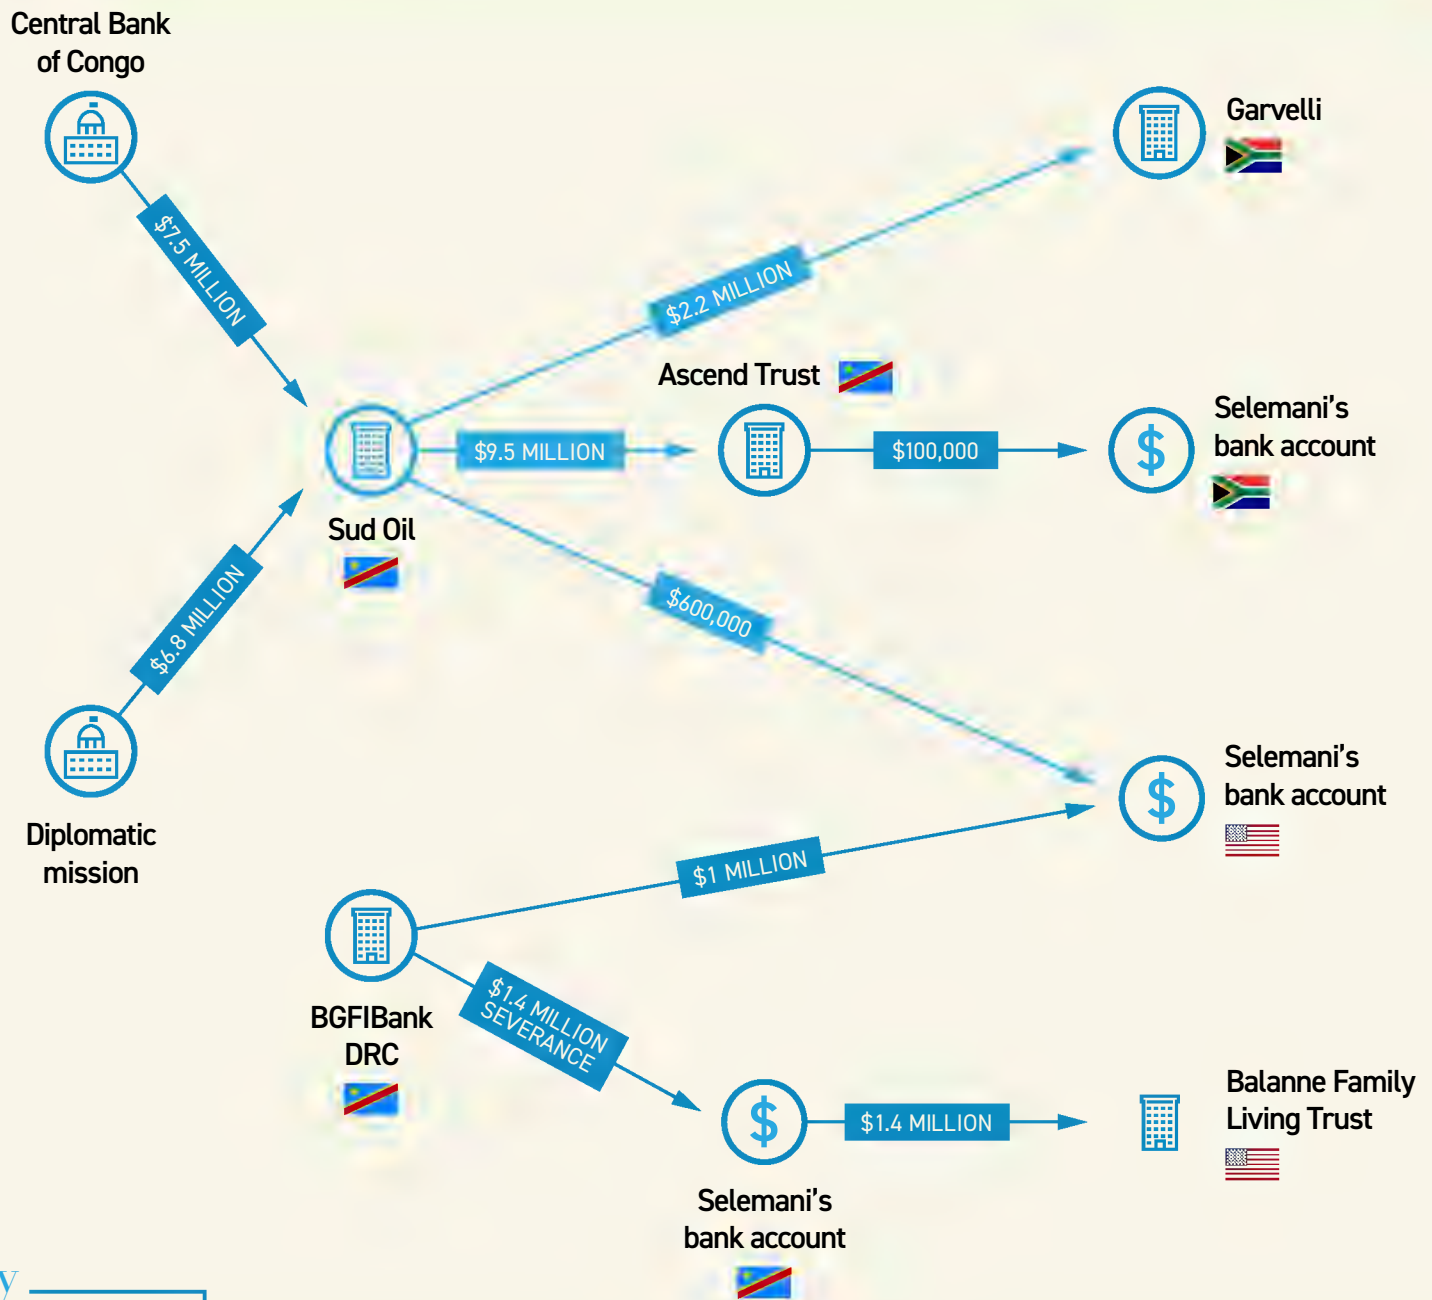 Central Bank
of Congo
$7.5 MILLION
Garvelli
$2.2 MILLION
Ascend Trust
$9.5 MILLION
$100,000
Selemani's
bank account
Sud Oil
$6.8 MILLION
$600,000
Diplomatic
mission
Selemani's
bank account
$1 MILLION
BGFIBank
DRC
$1.4 MILLION
SEVERANCE
$1.4 MILLION
Balanne Family
Living Trust
Selemani's
bank account